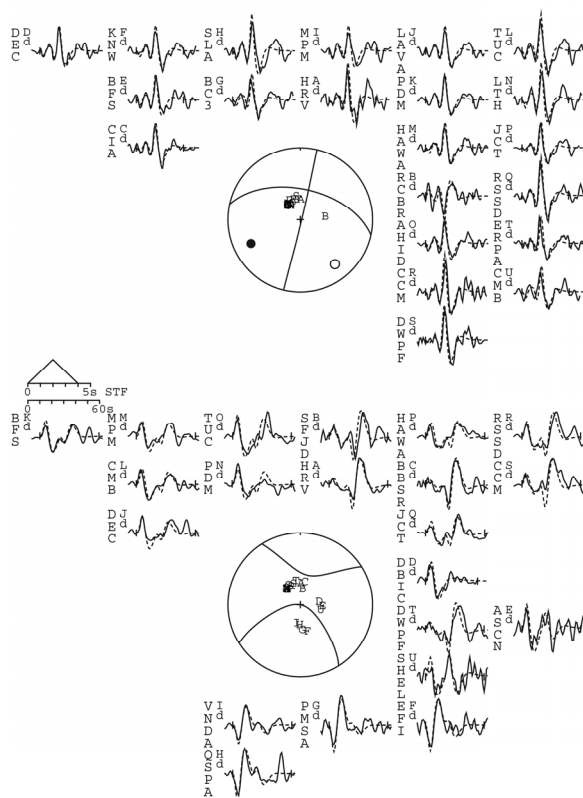 DEC Dd KNW Fd SLA Hd MPM Id LAVA Jd TUC Ld
BFS Ed BC3 Gd HRV Ad PDM Kd LTH Nd
CIA Cd HAWA Md JCT Pd
RCBR Bd RSSD Qd
B
AHID Od ERPA Td
CCM Rd CMB Ud
DWPF Sd
0 5s STF
0 60s
BFS Kd MPM Md TUC Od SFJD Bd HAWA Pd RSSD Rd
CMB Ld PDM Nd HRV Ad BBSR Cd CCM Sd
DEC Jd JCT Qd
DBIC Dd
DWPF Td ASCN Ed
SHEL Ud
VNDA Id PMSA Gd EFI Fd
QSPA Hd